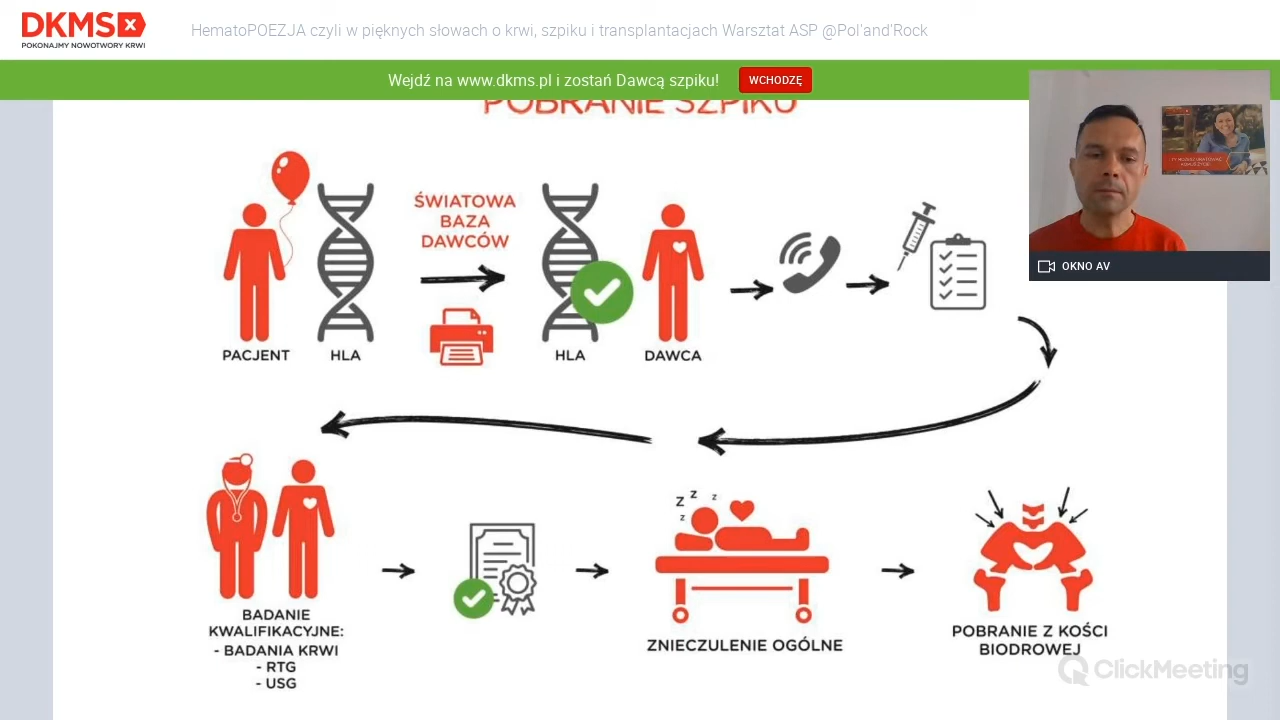 DKMS
POKONAJMY NOWOTWORY KRWI
HematoPOEZJA czyli w pięknych słowach o krwi, szpiku i transplantacjach Warsztat ASP @Pol'and'Rock
Wejdź na www.dkms.pl i zostań Dawcą szpiku!
WCHODZĘ
POBRANIE SZPIKU
ŚWIATOWA
BAZA
DAWCÓW
PACJENT
HLA
HLA
DAWCA
OKNO AV
BADANIE
KWALIFIKACYJNE:
- BADANIA KRWI
- RTG
- USG
z
z
z
z
ZNIECZULENIE OGÓLNE
POBRANIE Z KOŚCI
BIODROWEJ
ClickMeeting